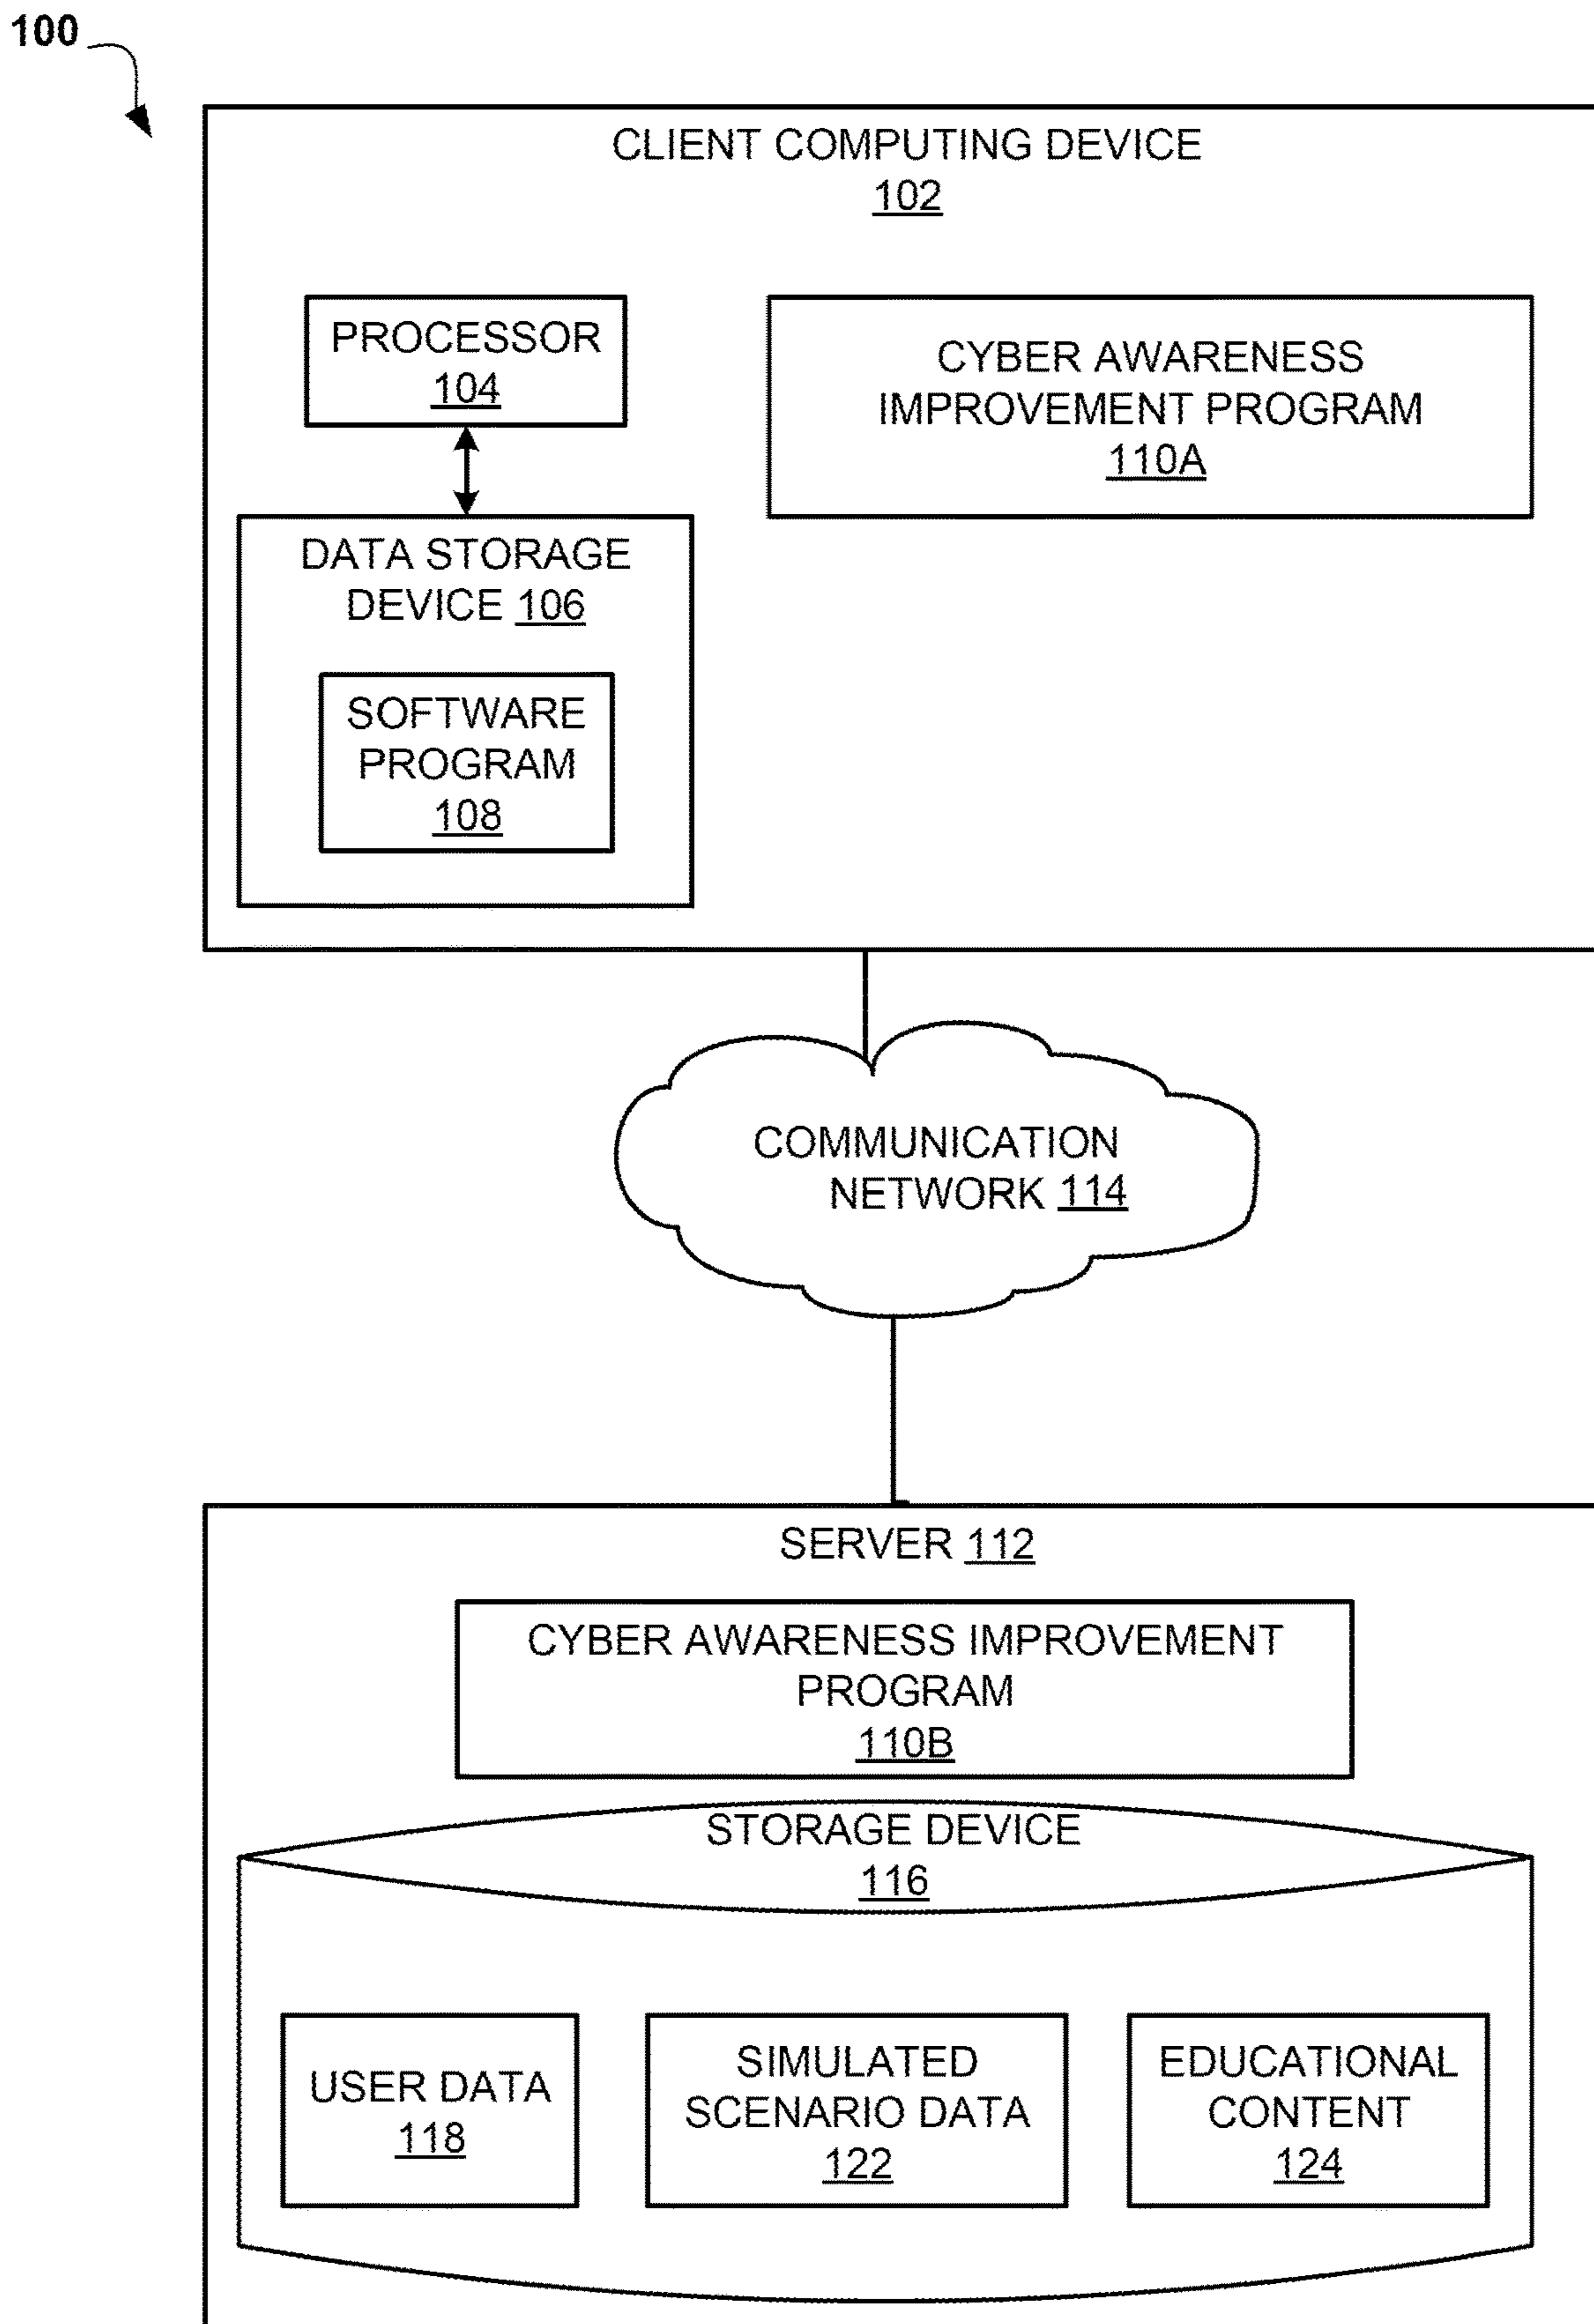 100
CLIENT COMPUTING DEVICE
102
PROCESSOR
104
CYBER AWARENESS
IMPROVEMENT PROGRAM
110A
DATA STORAGE
DEVICE 106
SOFTWARE
PROGRAM
108
COMMUNICATION
NETWORK 114
SERVER 112
CYBER AWARENESS IMPROVEMENT
PROGRAM
110B
STORAGE DEVICE
116
USER DATA
118
SIMULATED
SCENARIO DATA
122
EDUCATIONAL
CONTENT
124